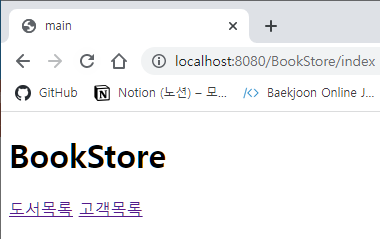 main
localhost:8080/BookStore/index
GitHub Notion (노션) – 모... Baekjoon Online J...
BookStore
도서목록 고객목록